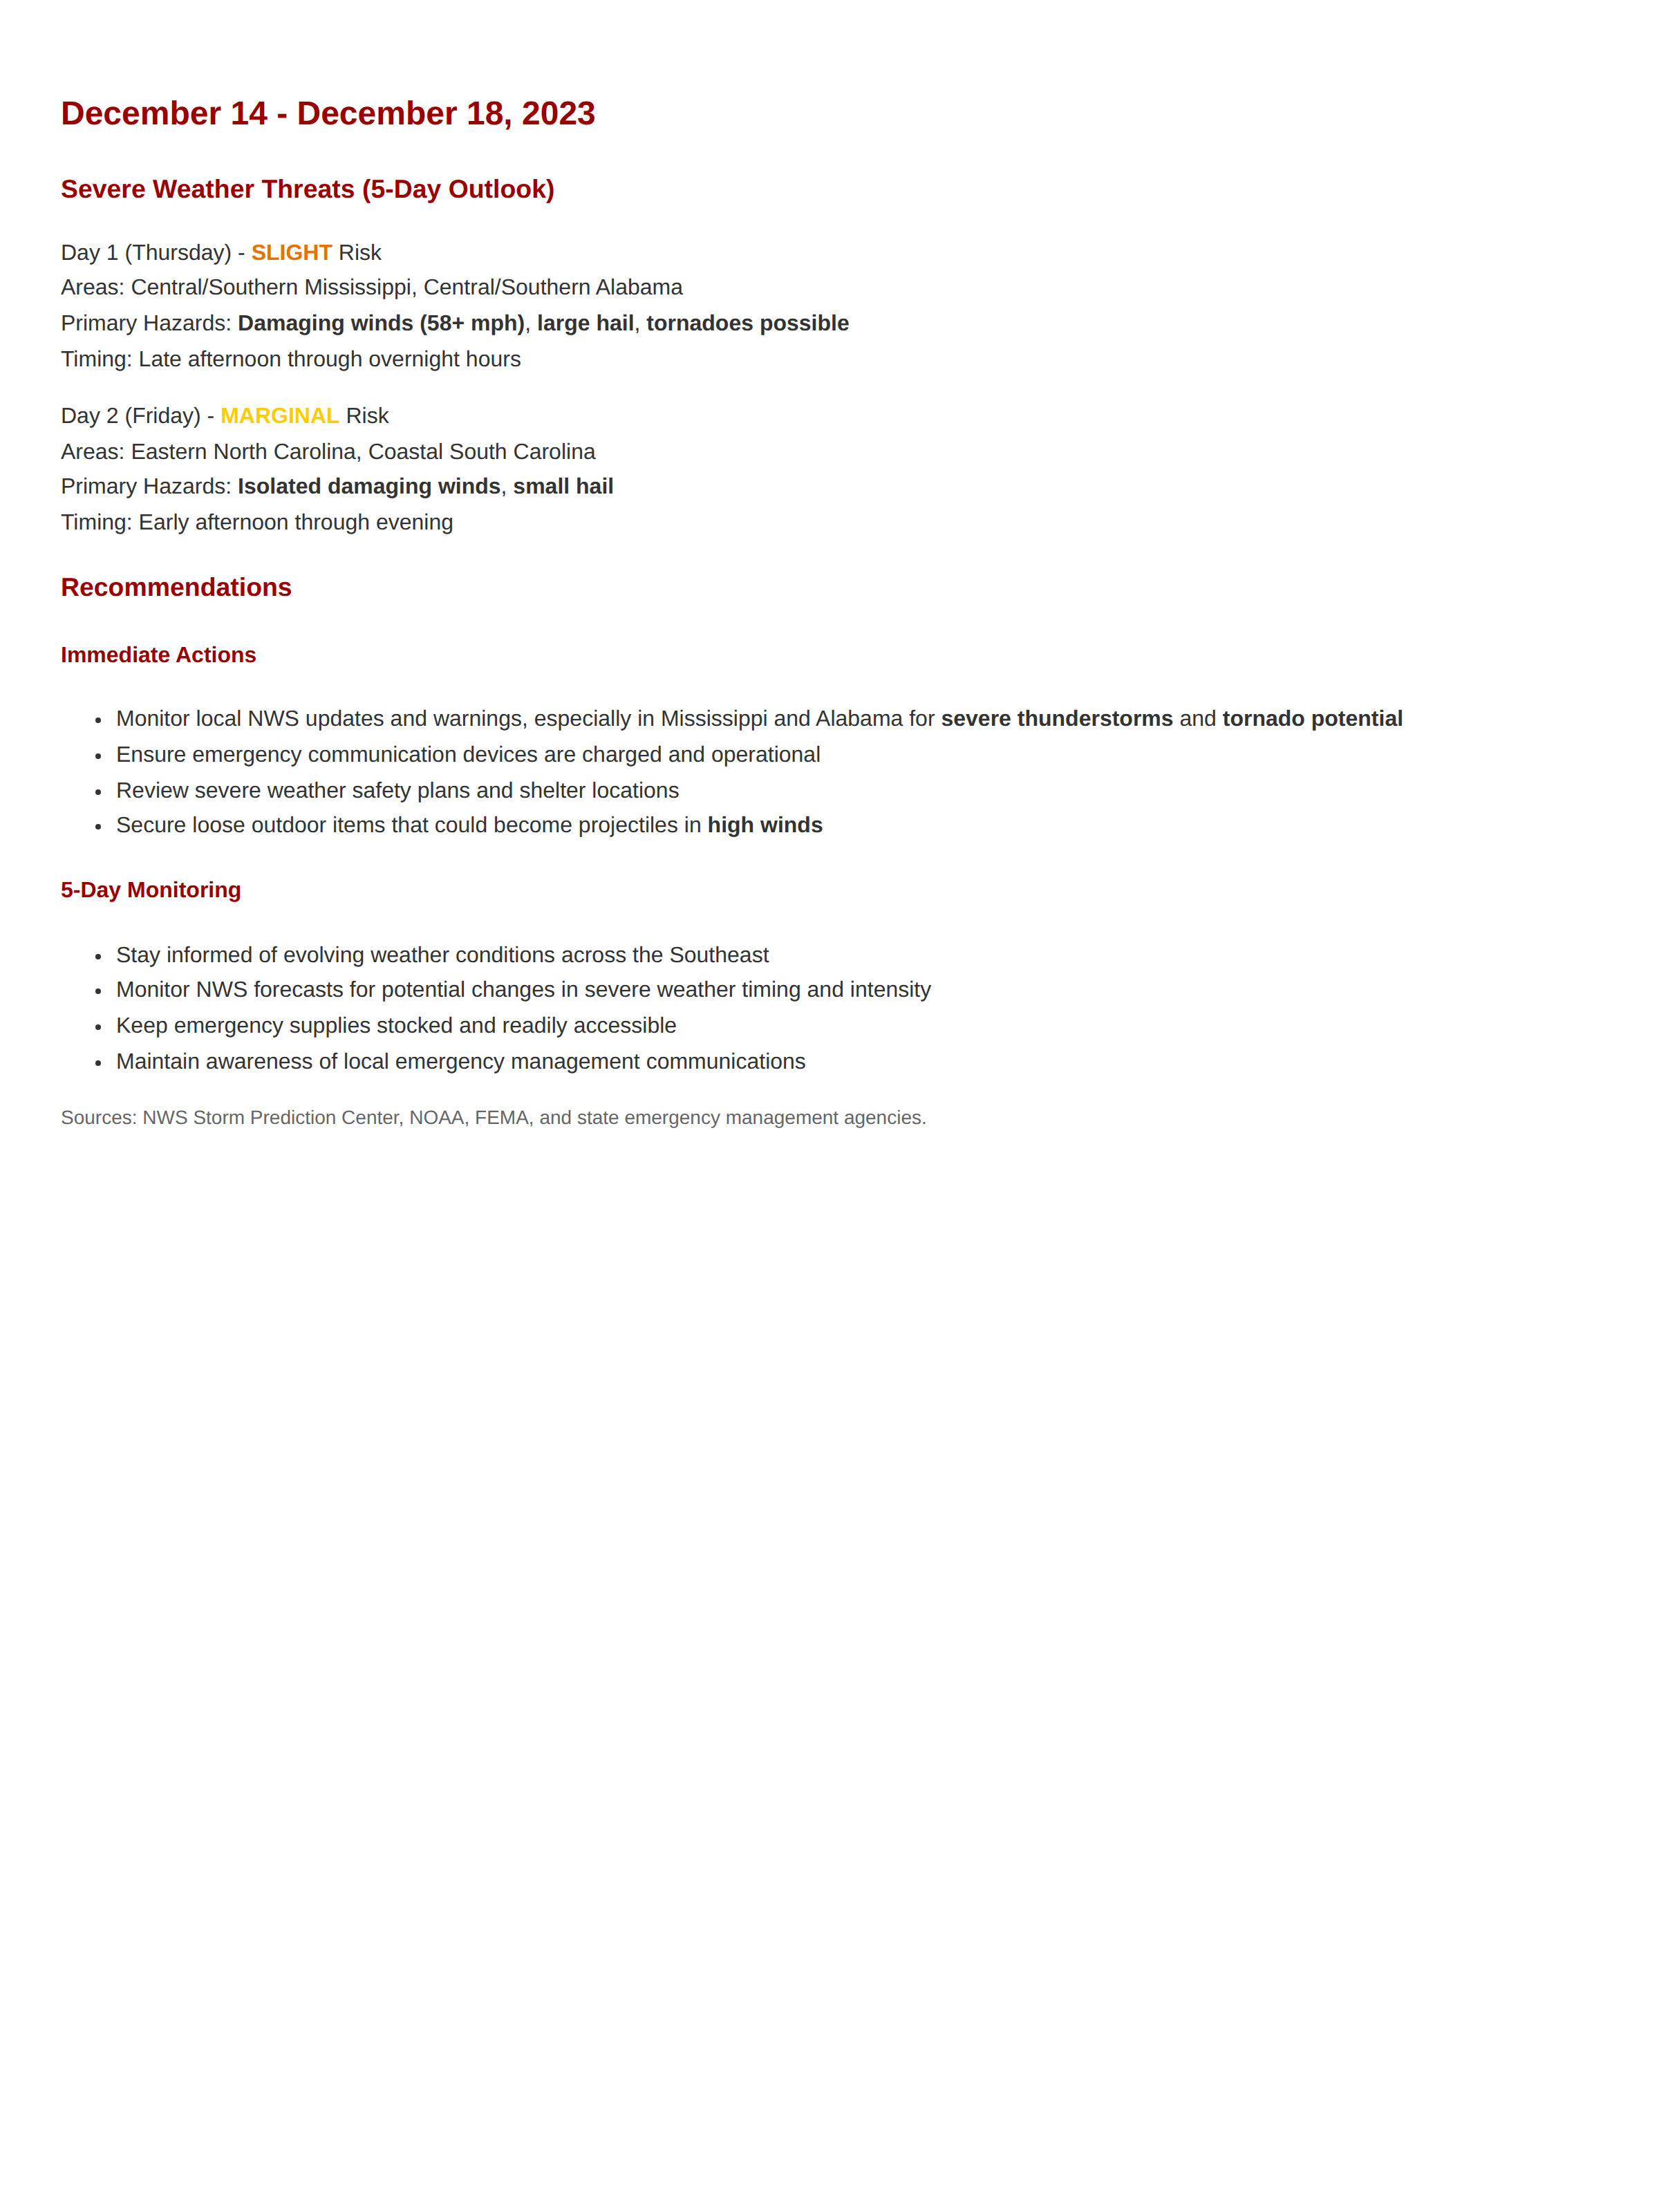 December 14 - December 18, 2023
Severe Weather Threats (5-Day Outlook)
Day 1 (Thursday) - SLIGHT Risk
Areas: Central/Southern Mississippi, Central/Southern Alabama
Primary Hazards: Damaging winds (58+ mph), large hail, tornadoes possible
Timing: Late afternoon through overnight hours
Day 2 (Friday) - MARGINAL Risk
Areas: Eastern North Carolina, Coastal South Carolina
Primary Hazards: Isolated damaging winds, small hail
Timing: Early afternoon through evening
Recommendations
Immediate Actions
• Monitor local NWS updates and warnings, especially in Mississippi and Alabama for severe thunderstorms and tornado potential
• Ensure emergency communication devices are charged and operational
• Review severe weather safety plans and shelter locations
• Secure loose outdoor items that could become projectiles in high winds
5-Day Monitoring
• Stay informed of evolving weather conditions across the Southeast
• Monitor NWS forecasts for potential changes in severe weather timing and intensity
• Keep emergency supplies stocked and readily accessible
• Maintain awareness of local emergency management communications
Sources: NWS Storm Prediction Center, NOAA, FEMA, and state emergency management agencies.